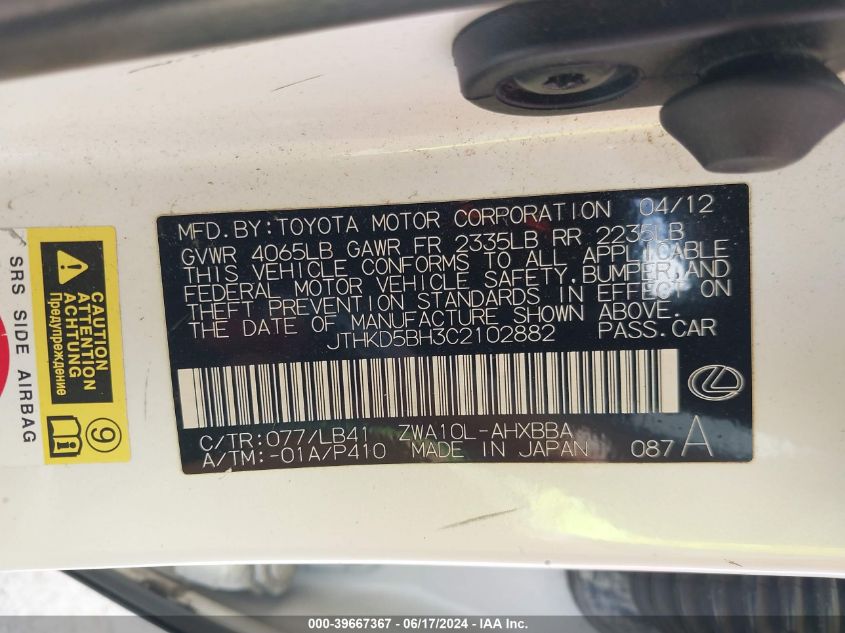 MFD.BY:TOYOTA MOTOR CORPORATION 04/12
GVWR 4065LB GAWR FR 2335LB RR 2235LB
THIS VEHICLE CONFORMS TO ALL APPLICABLE
FEDERAL MOTOR VEHICLE SAFETY,BUMPER,AND
THEFT PREVENTION STANDARDS IN EFFECT ON
THE DATE OF MANUFACTURE SHOWN ABOVE.
JTHKD5BH3C2102882 PASS.CAR
C/TR:077/LB41 ZWA10L-AHXBBA
A/TM:-01A/P410 MADE IN JAPAN 087 A
CAUTION
ATTENTION
ACHTUNG
Предупреждение
9
SRS SIDE AIRBAG
000-39667367 - 06/17/2024 - IAA Inc.